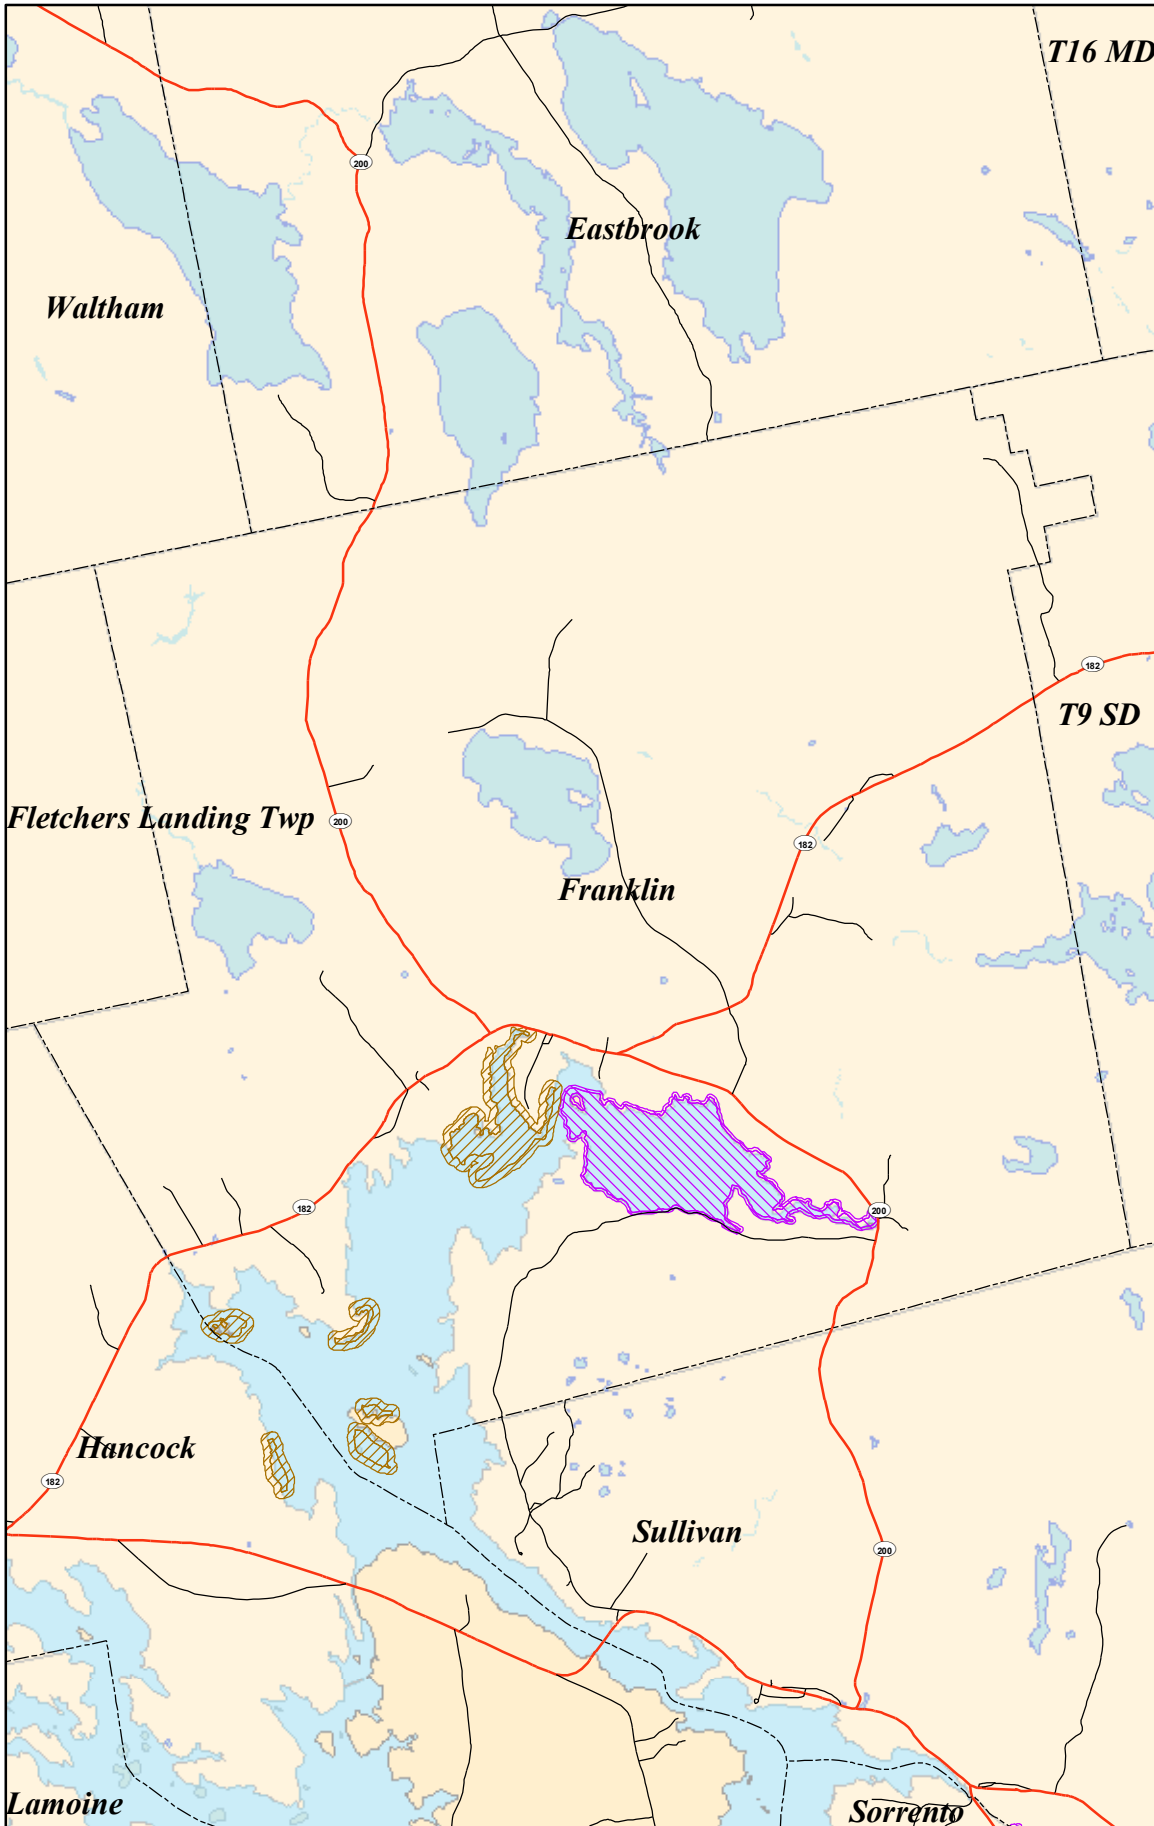 T16 MD
200
Eastbrook
Waltham
182
T9 SD
Fletchers Landing Twp
200
182
Franklin
182
200
Hancock
182
Sullivan
200
Lamoine
Sorrento